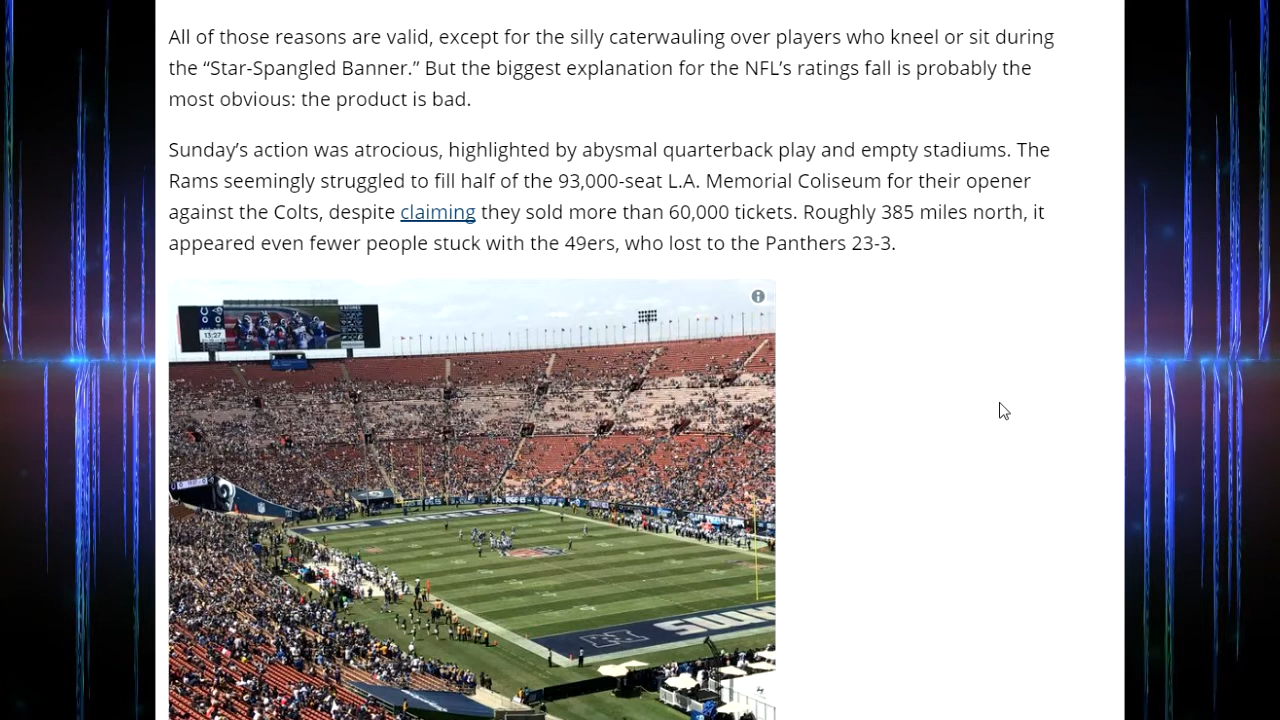 All of those reasons are valid, except for the silly caterwauling over players who kneel or sit during
the “Star-Spangled Banner.” But the biggest explanation for the NFL’s ratings fall is probably the
most obvious: the product is bad.
Sunday’s action was atrocious, highlighted by abysmal quarterback play and empty stadiums. The
Rams seemingly struggled to fill half of the 93,000-seat L.A. Memorial Coliseum for their opener
against the Colts, despite claiming they sold more than 60,000 tickets. Roughly 385 miles north, it
appeared even fewer people stuck with the 49ers, who lost to the Panthers 23-3.
13:27
LOS ANGELES